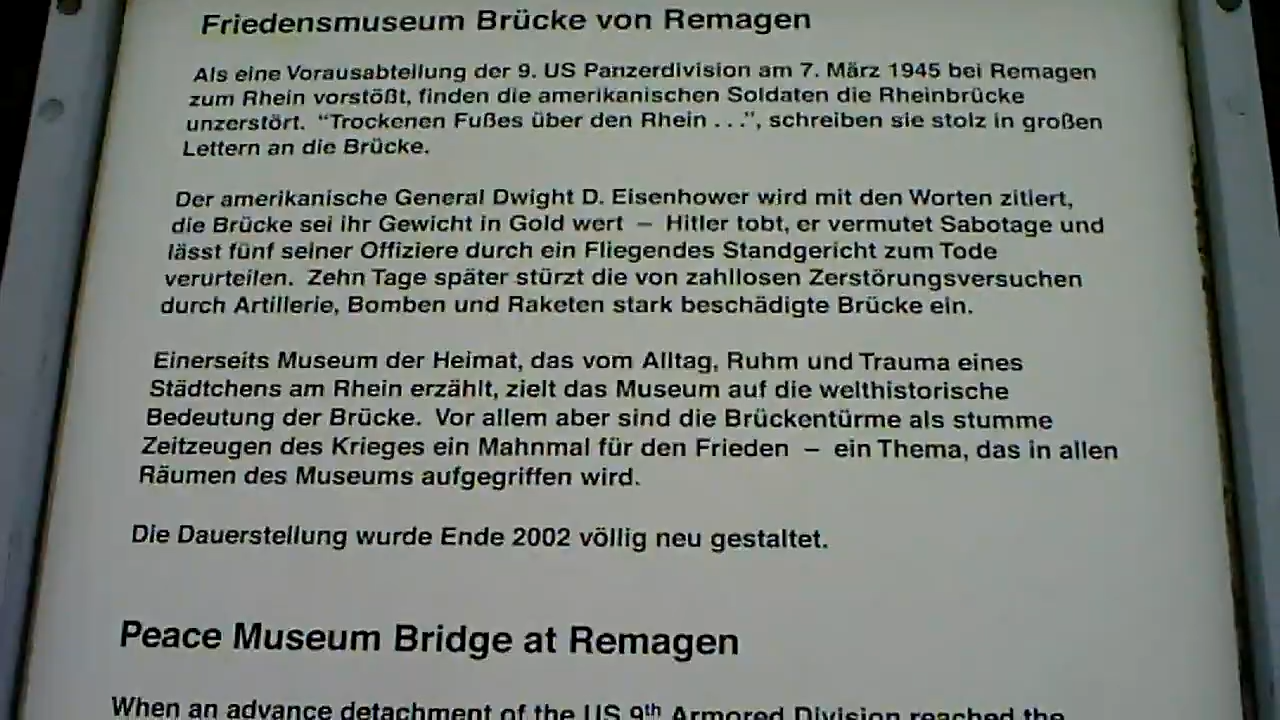 Friedensmuseum Brücke von Remagen
Als eine Vorausabteilung der 9. US Panzerdivision am 7. März 1945 bei Remagen
zum Rhein vorstößt, finden die amerikanischen Soldaten die Rheinbrücke
unzerstört. “Trockenen Fußes über den Rhein . . .”, schreiben sie stolz in großen
Lettern an die Brücke.
Der amerikanische General Dwight D. Eisenhower wird mit den Worten zitiert,
die Brücke sei ihr Gewicht in Gold wert – Hitler tobt, er vermutet Sabotage und
lässt fünf seiner Offiziere durch ein Fliegendes Standgericht zum Tode
verurteilen. Zehn Tage später stürzt die von zahllosen Zerstörungsversuchen
durch Artillerie, Bomben und Raketen stark beschädigte Brücke ein.
Einerseits Museum der Heimat, das vom Alltag, Ruhm und Trauma eines
Städtchens am Rhein erzählt, zielt das Museum auf die welthistorische
Bedeutung der Brücke. Vor allem aber sind die Brückentürme als stumme
Zeitzeugen des Krieges ein Mahnmal für den Frieden – ein Thema, das in allen
Räumen des Museums aufgegriffen wird.
Die Dauerstellung wurde Ende 2002 völlig neu gestaltet.
Peace Museum Bridge at Remagen
When an advance detachment of the US 9th Armored Division reached the